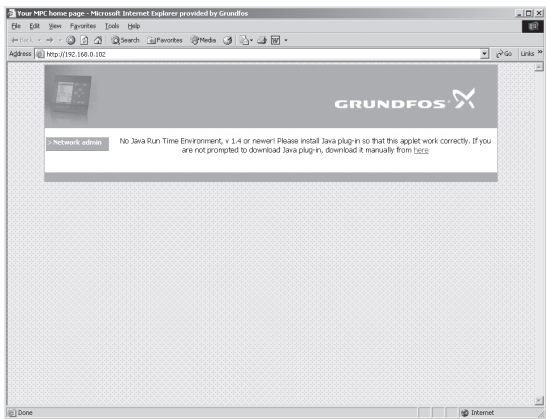 Your MPC home page - Microsoft Internet Explorer provided by Grundfos
File Edit View Favorites Tools Help
Back Search Favorites Media
Address http://192.168.0.102 Go Links »
GRUNDFOS
> Network admin
No Java Run Time Environment, v 1.4 or newer! Please install Java plug-in so that this applet work correctly. If you
are not prompted to download Java plug-in, download it manually from here
Done Internet